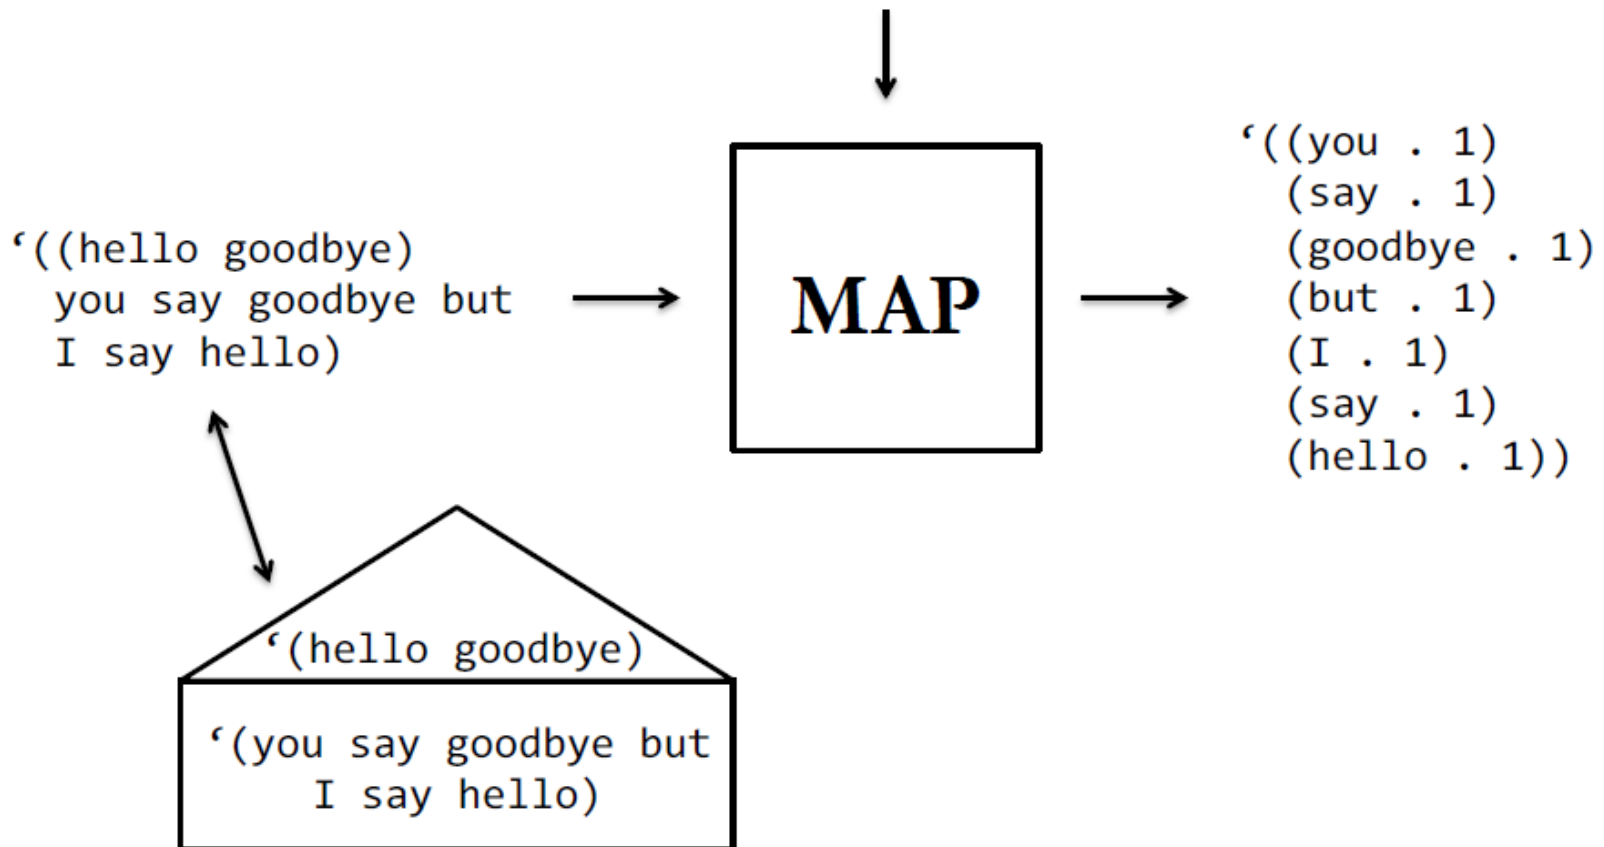 ‘((hello goodbye)
you say goodbye but
I say hello)
MAP
‘((you . 1)
(say . 1)
(goodbye . 1)
(but . 1)
(I . 1)
(say . 1)
(hello . 1))
‘(hello goodbye)
‘(you say goodbye but
I say hello)